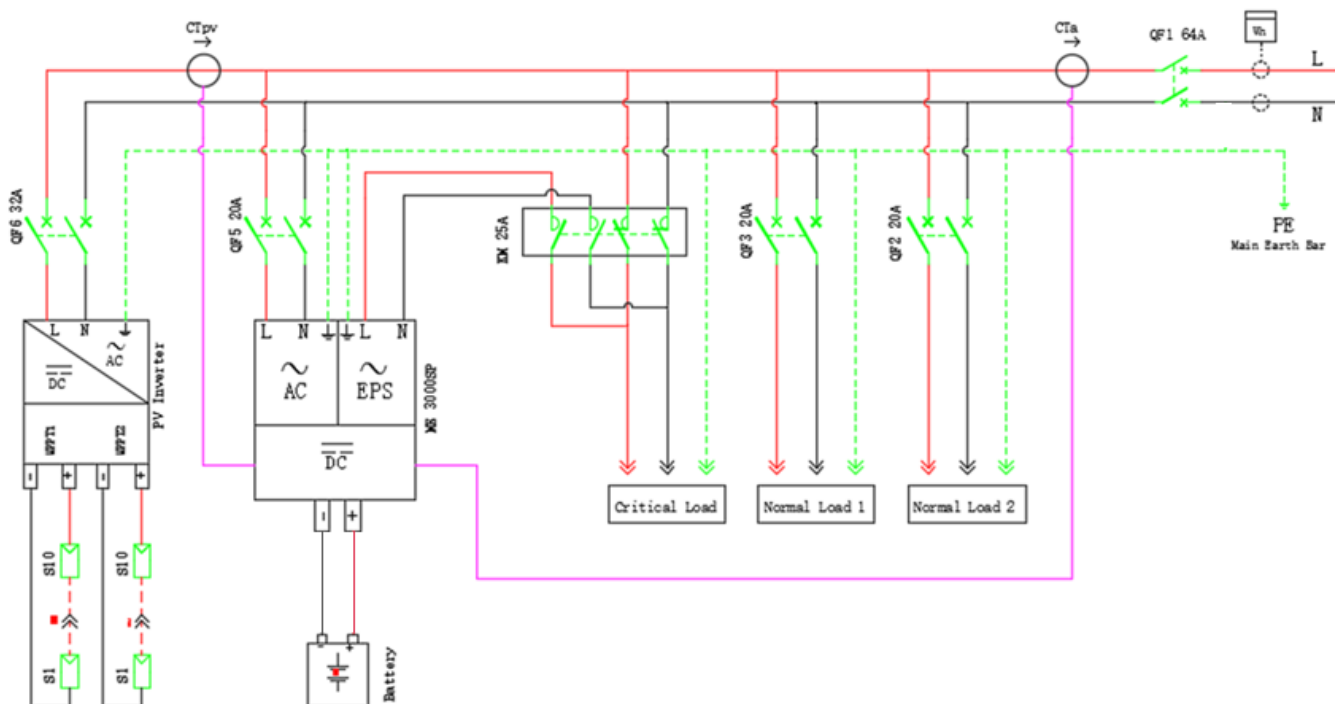 CTpv
CTa
QF1 64A
Wh
L
N
QF6 32A
QF5 20A
KM 25A
QF3 20A
QF2 20A
PE
Main Earth Bar
L N
AC
DC
PV Inverter
MPPT1
MPPT2
- + - +
L N L N
AC
EPS
DC
MS 3000SP
- +
Critical Load
Normal Load 1
Normal Load 2
S10
S10
S1
S1
- +
Battery